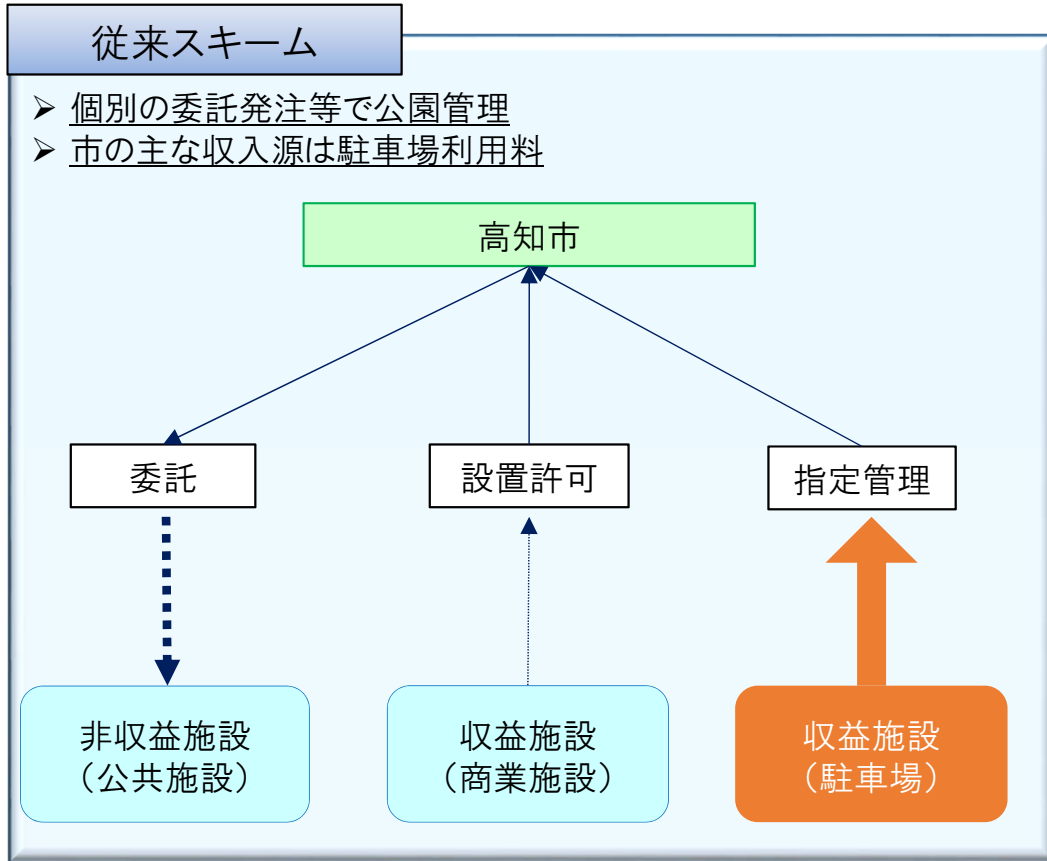 従来スキーム
➢ 個別の委託発注等で公園管理
➢ 市の主な収入源は駐車場利用料
高知市
委託
設置許可
指定管理
非収益施設
（公共施設）
収益施設
（商業施設）
収益施設
（駐車場）